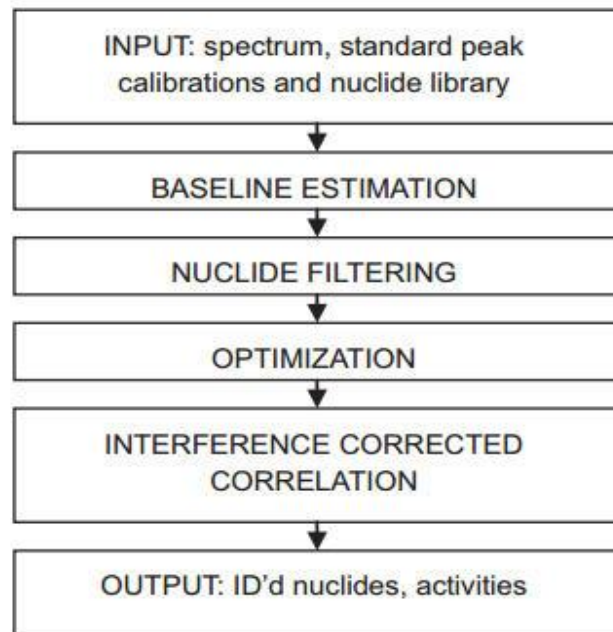 INPUT: spectrum, standard peak
calibrations and nuclide library
BASELINE ESTIMATION
NUCLIDE FILTERING
OPTIMIZATION
INTERFERENCE CORRECTED
CORRELATION
OUTPUT: ID'd nuclides, activities